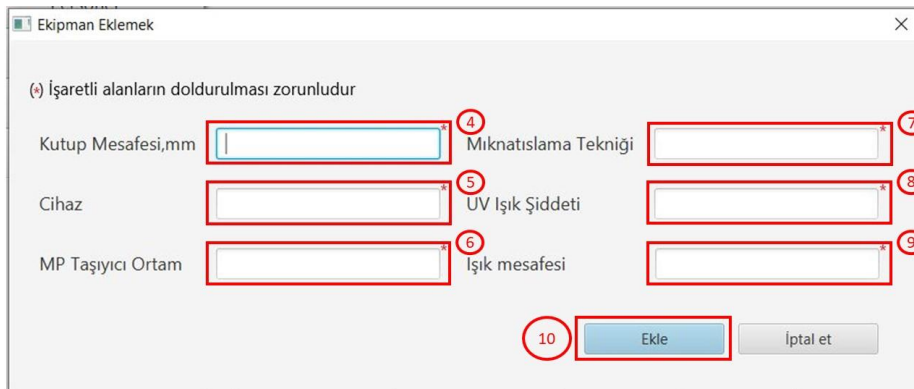 Ekipman Eklemek
(*) İşaretli alanların doldurulması zorunludur
Kutup Mesafesi,mm * 4 Mıknatıslama Tekniği * 7
Cihaz * 5 UV Işık Şiddeti * 8
MP Taşıyıcı Ortam * 6 Işık mesafesi * 9
10 Ekle İptal et